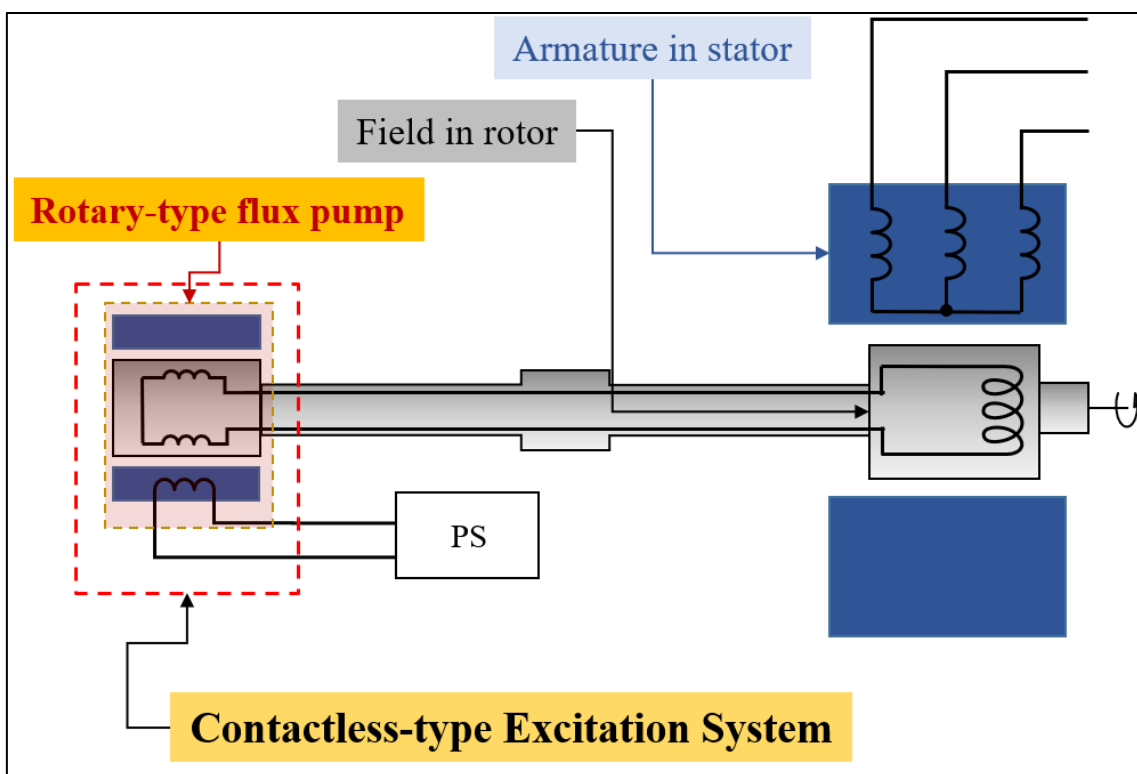 Armature in stator
Field in rotor
Rotary-type flux pump
PS
Contactless-type Excitation System